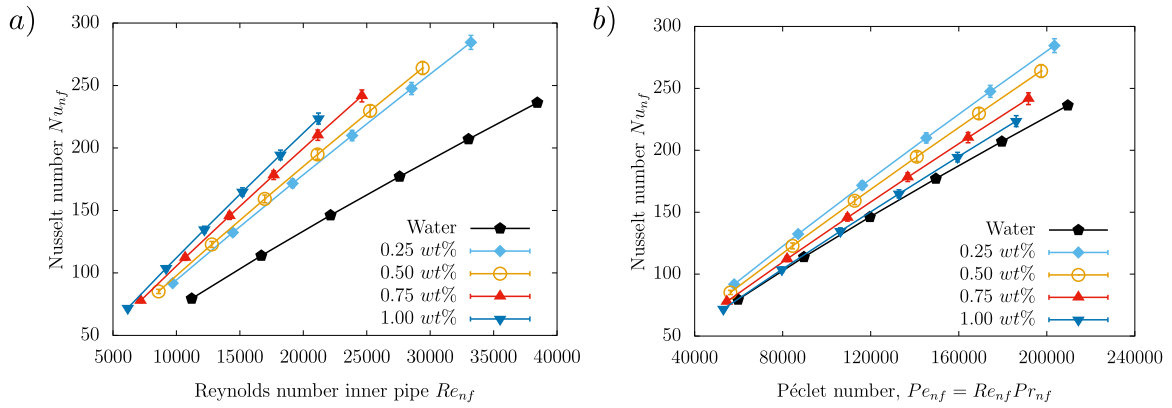 a)
300
250
200
150
100
50
Nusselt number Nu_nf
5000 10000 15000 20000 25000 30000 35000 40000
Reynolds number inner pipe Re_nf
Water
0.25 wt%
0.50 wt%
0.75 wt%
1.00 wt%
b)
300
250
200
150
100
50
Nusselt number Nu_nf
40000 80000 120000 160000 200000 240000
Péclet number, Pe_nf = Re_nf Pr_nf
Water
0.25 wt%
0.50 wt%
0.75 wt%
1.00 wt%